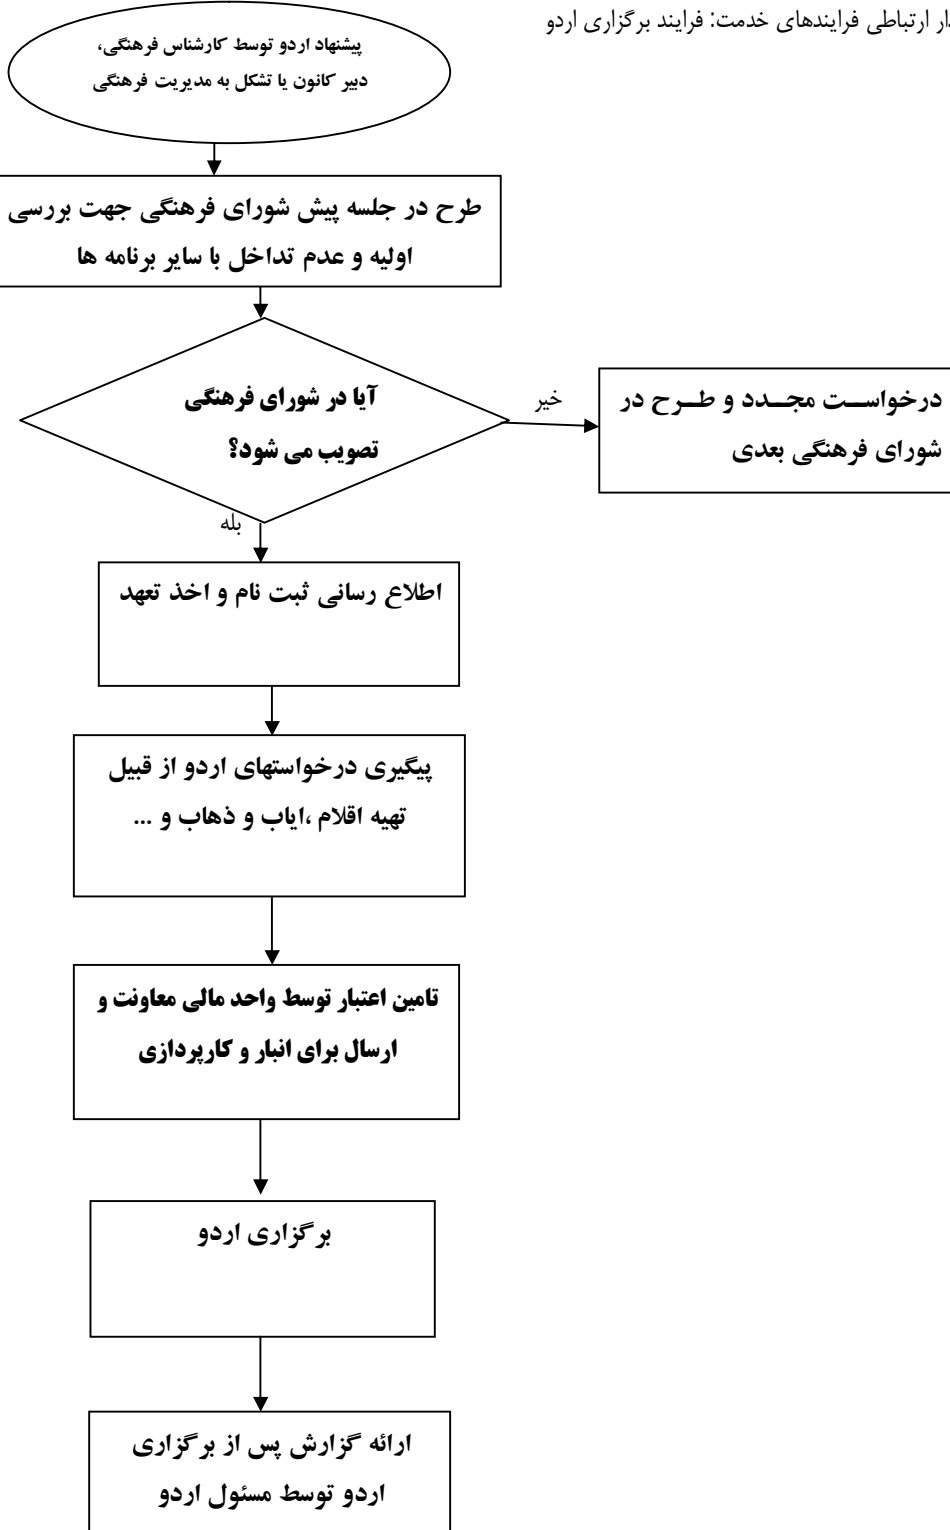 ار ارتباطی فرایندهای خدمت: فرایند برگزاری اردو
پیشنهاد اردو توسط کارشناس فرهنگی،
دبیر کانون یا تشکل به مدیریت فرهنگی
طرح در جلسه پیش شورای فرهنگی جهت بررسی
اولیه و عدم تداخل با سایر برنامه ها
آیا در شورای فرهنگی
تصویب می شود؟
خیر
درخواست مجدد و طرح در
شورای فرهنگی بعدی
بله
اطلاع رسانی ثبت نام و اخذ تعهد
پیگیری درخواستهای اردو از قبیل
تهیه اقلام ،ایاب و ذهاب و ...
تامین اعتبار توسط واحد مالی معاونت و
ارسال برای انبار و کارپردازی
برگزاری اردو
ارائه گزارش پس از برگزاری
اردو توسط مسئول اردو